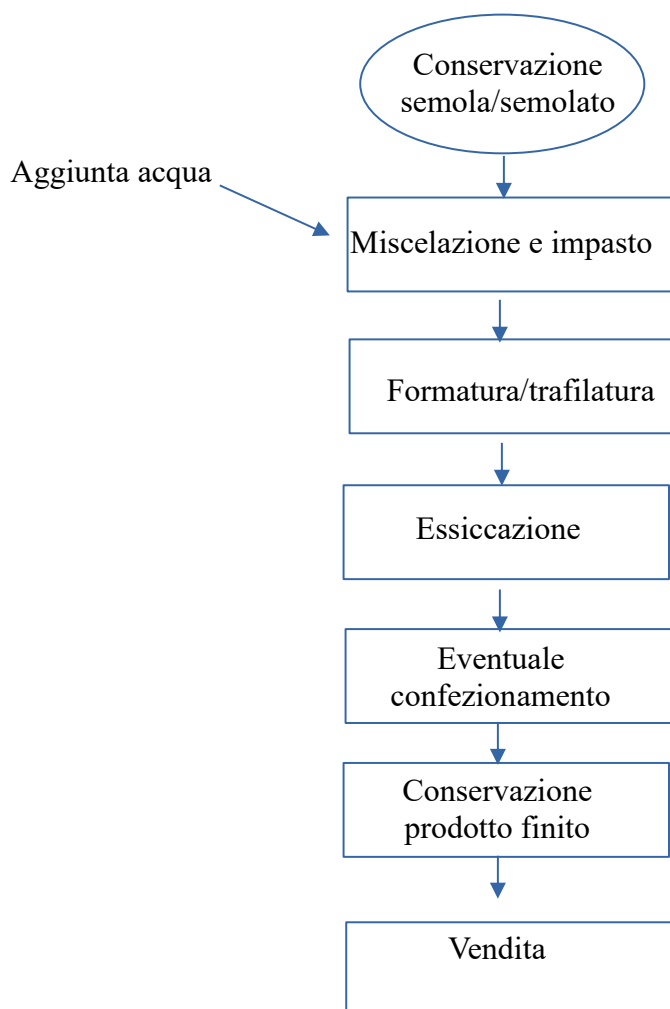 Conservazione
semola/semolato
Aggiunta acqua
Miscelazione e impasto
Formatura/trafilatura
Essiccazione
Eventuale
confezionamento
Conservazione
prodotto finito
Vendita